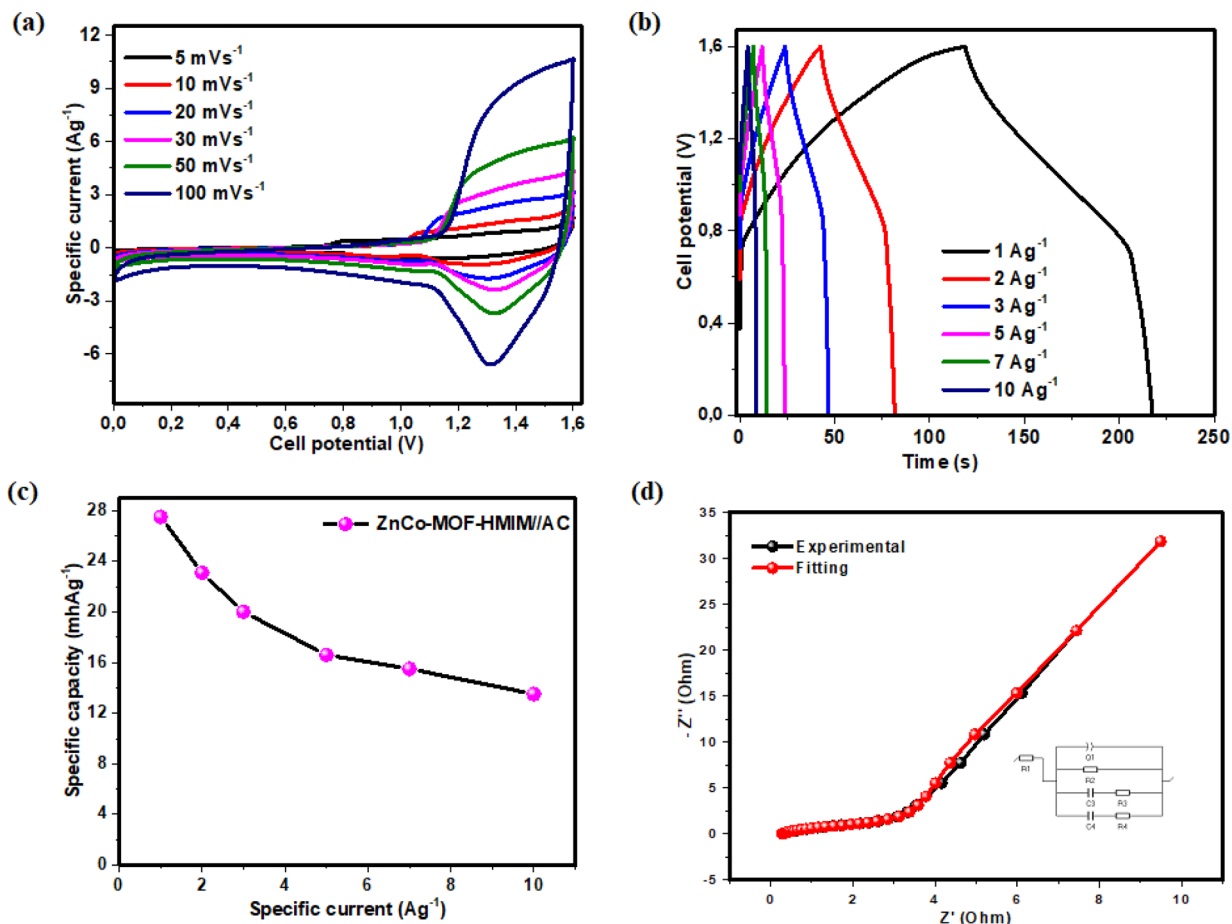 (a)
12
9
6
3
0
-3
-6
Specific current (Ag⁻¹)
5 mVs⁻¹
10 mVs⁻¹
20 mVs⁻¹
30 mVs⁻¹
50 mVs⁻¹
100 mVs⁻¹
0,0 0,2 0,4 0,6 0,8 1,0 1,2 1,4 1,6
Cell potential (V)
(b)
1,6
1,2
0,8
0,4
0,0
Cell potential (V)
1 Ag⁻¹
2 Ag⁻¹
3 Ag⁻¹
5 Ag⁻¹
7 Ag⁻¹
10 Ag⁻¹
0 50 100 150 200 250
Time (s)
(c)
28
24
20
16
12
8
4
0
Specific capacity (mhAg⁻¹)
ZnCo-MOF-HMIM//AC
0 2 4 6 8 10
Specific current (Ag⁻¹)
(d)
35
30
25
20
15
10
5
0
-5
- Z'' (Ohm)
Experimental
Fitting
R1
Q1
R2
C3 R3
C4 R4
0 2 4 6 8 10
Z' (Ohm)